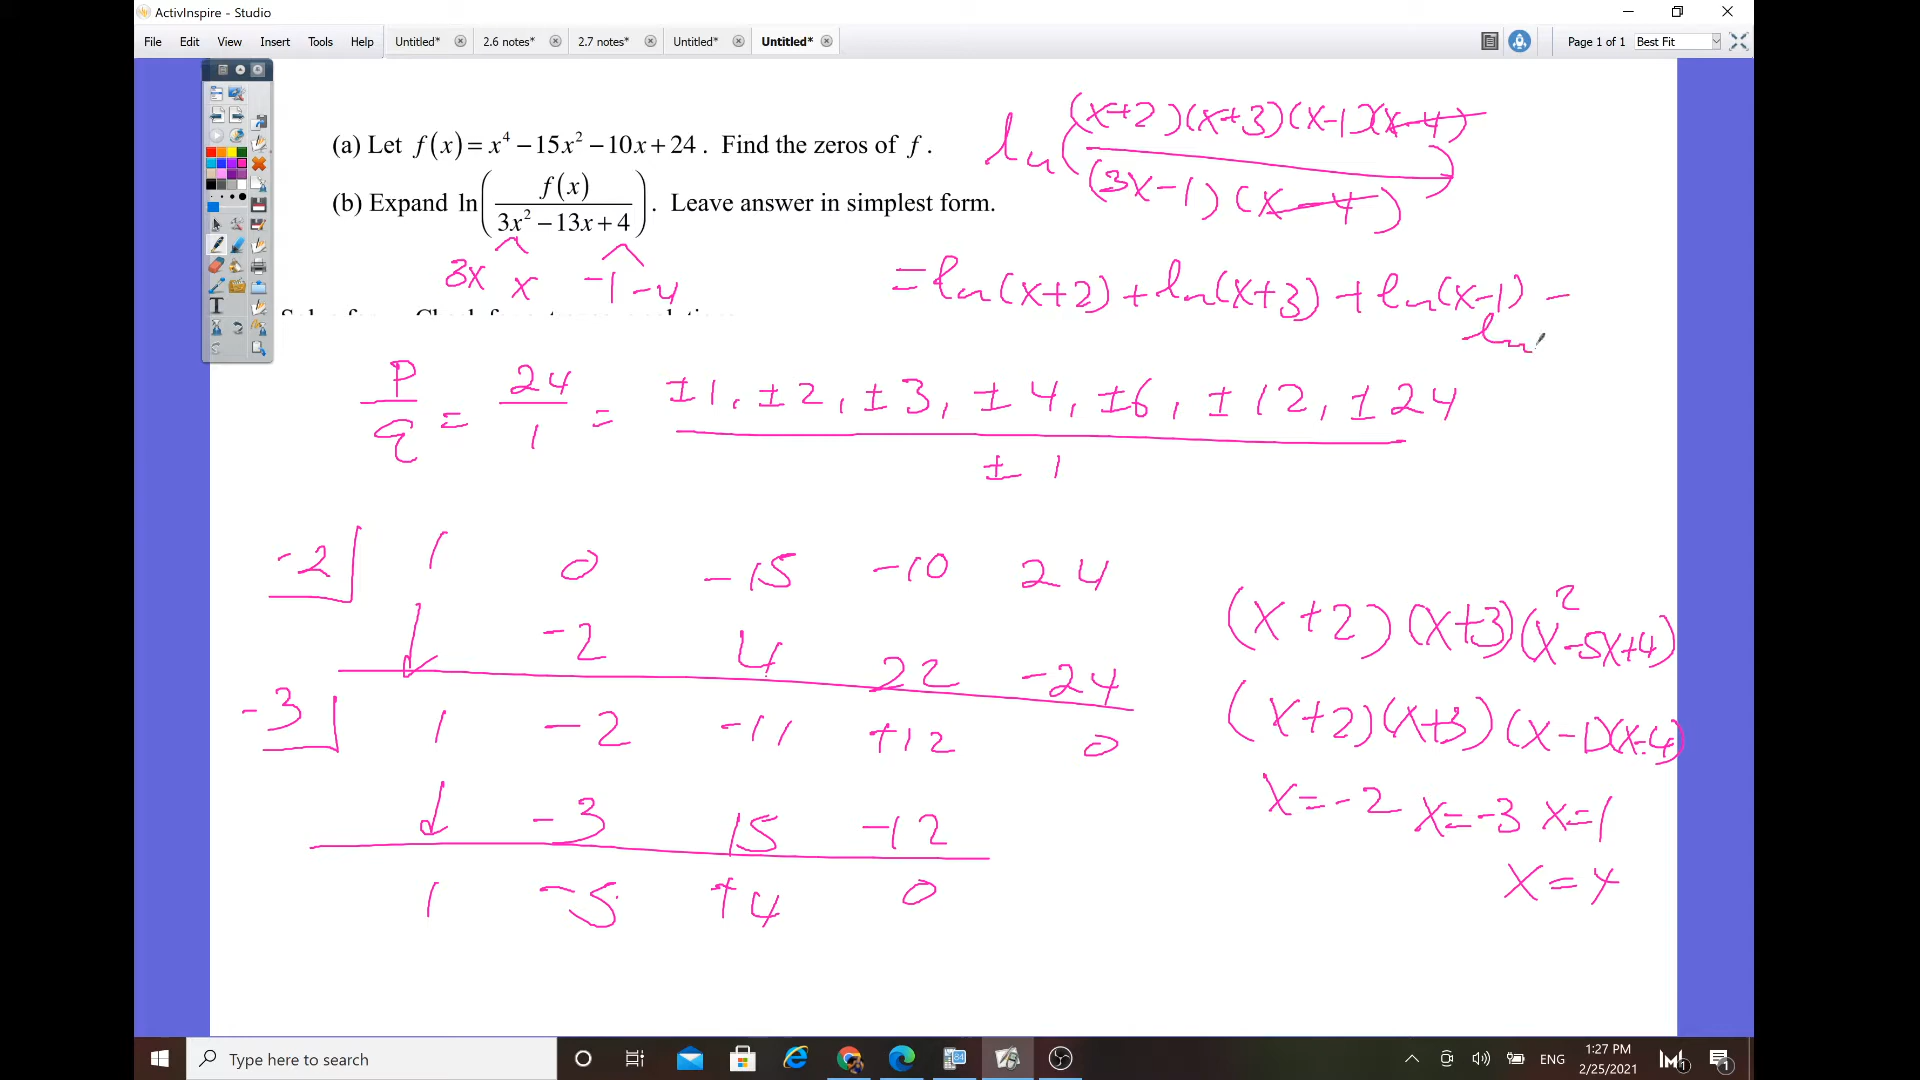 ActivInspire - Studio
File Edit View Insert Tools Help Untitled* 2.6 notes* 2.7 notes* Untitled* Untitled* Page 1 of 1 Best Fit
(a) Let f(x) = x⁴ − 15x² − 10x + 24. Find the zeros of f.
(b) Expand ln( f(x) / (3x² − 13x + 4) ). Leave answer in simplest form.
3x x -1 -4
ln( (x+2)(x+3)(x-1)(x-4) / (3x-1)(x-4) )
= ln(x+2) + ln(x+3) + ln(x-1) -
ln
P/q = 24/1 = ±1, ±2, ±3, ±4, ±6, ±12, ±24
± 1
-2 1 0 -15 -10 24
-2 4 22 -24
-3 1 -2 -11 +12 0
-3 15 -12
1 -5 +4 0
(x+2)(x+3)(x²-5x+4)
(x+2)(x+3)(x-1)(x-4)
x=-2 x=-3 x=1
x=4
Type here to search
ENG
1:27 PM
2/25/2021